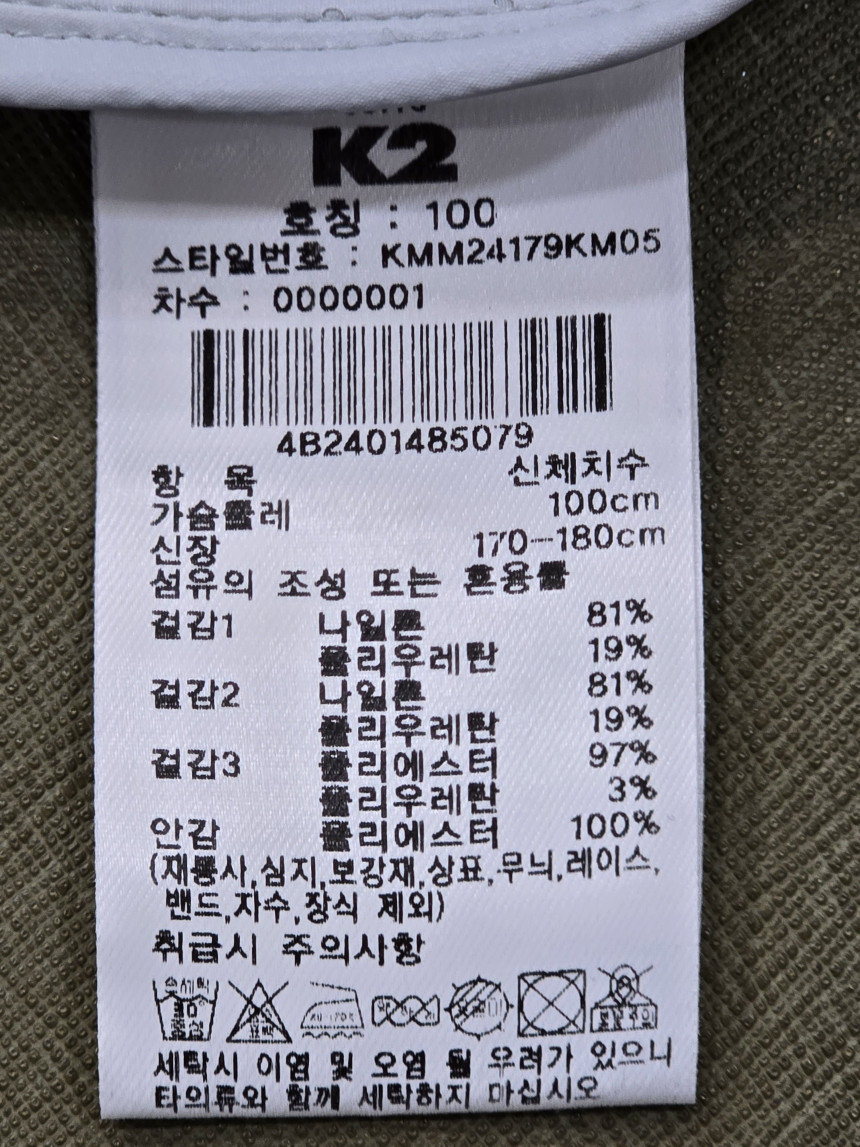 K2
호칭 : 100
스타일번호 : KMM24179KM05
차수 : 0000001
4B2401485079
항 목 신체치수
가슴둘레 100cm
신장 170-180cm
섬유의 조성 또는 혼용률
겉감1 나일론 81%
폴리우레탄 19%
겉감2 나일론 81%
폴리우레탄 19%
겉감3 폴리에스터 97%
폴리우레탄 3%
안감 폴리에스터 100%
(재봉사,심지,보강재,상표,무늬,레이스,
밴드,자수,장식 제외)
취급시 주의사항
손세탁
세탁시 이염 및 오염 될 우려가 있으니
타의류와 함께 세탁하지 마십시오